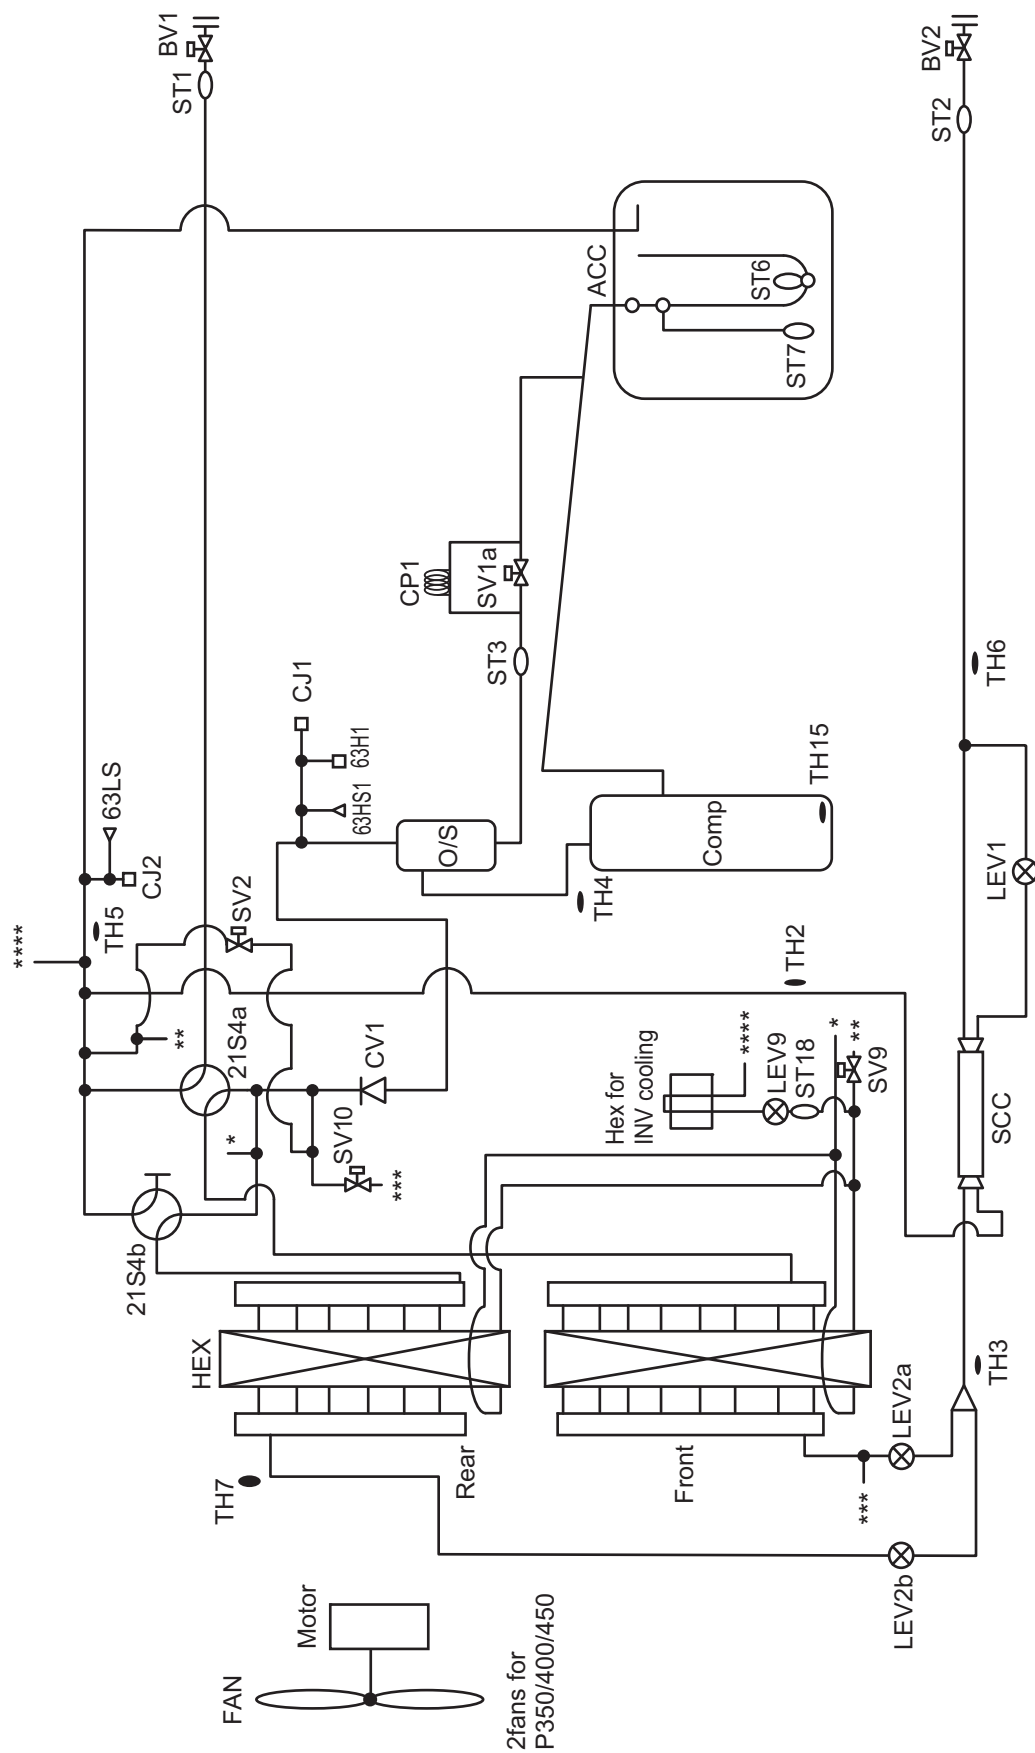 FAN
Motor
2fans for
P350/400/450
TH7
HEX
Rear
Front
21S4b
21S4a
*
**
***
****
SV10
CV1
SV2
TH5
CJ2
63LS
BV1
ST1
CJ1
63H1
63HS1
O/S
CP1
SV1a
ST3
ACC
ST6
ST7
Comp
TH15
TH4
TH2
Hex for
INV cooling
****
LEV9
ST18
*
**
SV9
***
LEV2a
LEV2b
TH3
SCC
LEV1
TH6
ST2
BV2